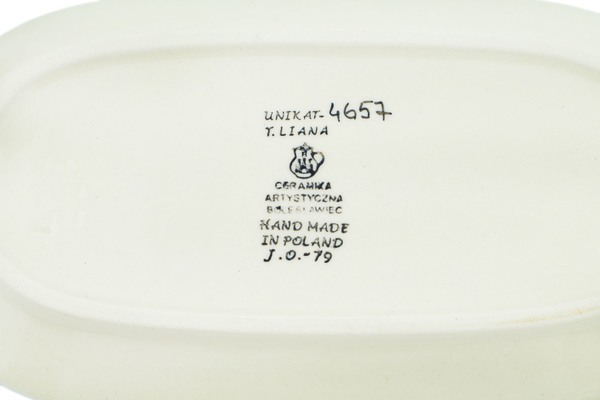 UNIKAT-4657
T.LIANA
CERAMIKA
ARTYSTYCZNA
BOLESŁAWIEC
HAND MADE
IN POLAND
J.O.-79